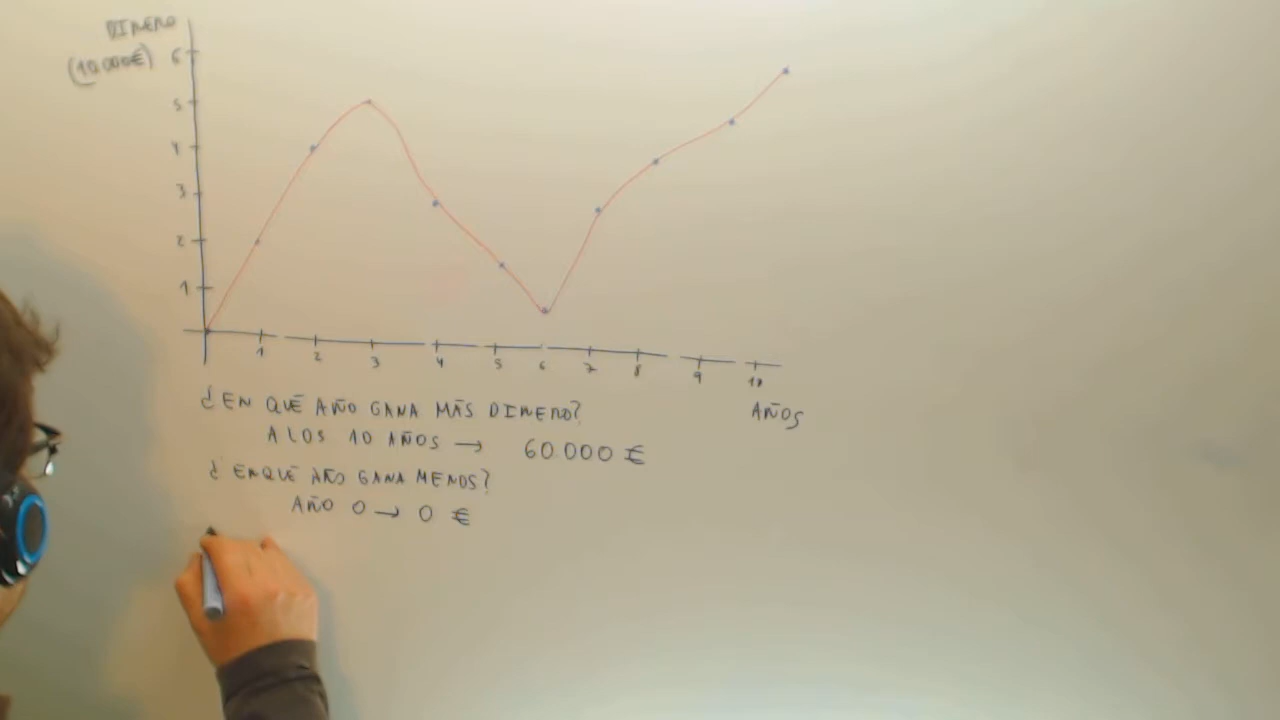 DINERO
(10.000€)
6
5
4
3
2
1
1 2 3 4 5 6 7 8 9 10
AÑOS
¿EN QUÉ AÑO GANA MÁS DINERO?
A LOS 10 AÑOS → 60.000 €
¿EN QUÉ AÑO GANA MENOS?
AÑO 0 → 0 €